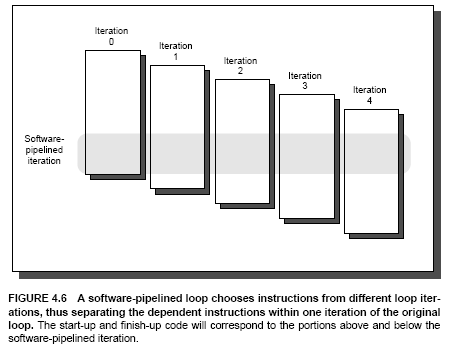 Iteration
0
Iteration
1
Iteration
2
Iteration
3
Iteration
4
Software-
pipelined
iteration
FIGURE 4.6 A software-pipelined loop chooses instructions from different loop iter-
ations, thus separating the dependent instructions within one iteration of the original
loop. The start-up and finish-up code will correspond to the portions above and below the
software-pipelined iteration.